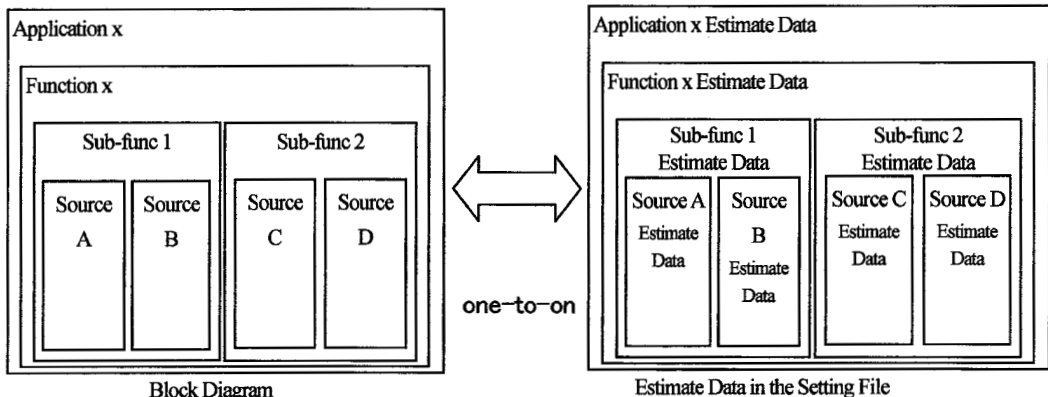 Application x
Function x
Sub-func 1
Sub-func 2
Source
A
Source
B
Source
C
Source
D
Block Diagram
one-to-on
Application x Estimate Data
Function x Estimate Data
Sub-func 1
Estimate Data
Sub-func 2
Estimate Data
Source A
Estimate
Data
Source
B
Estimate
Data
Source C
Estimate
Data
Source D
Estimate
Data
Estimate Data in the Setting File